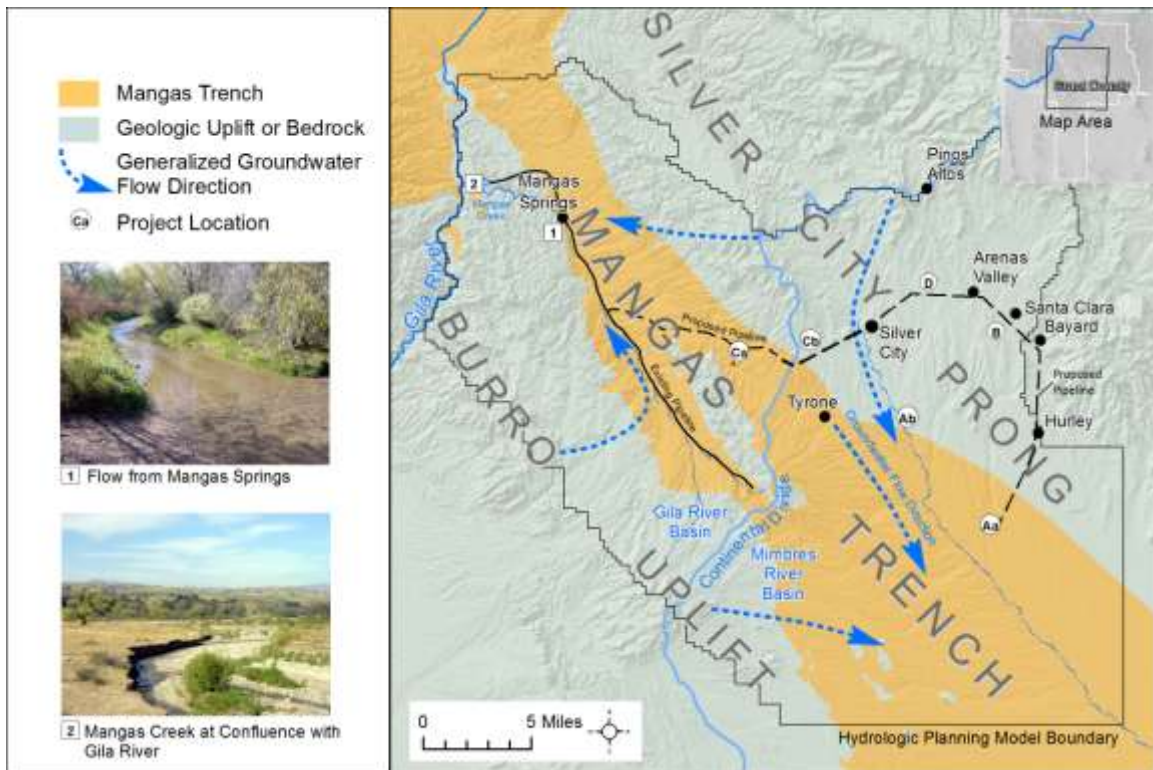 Mangas Trench
Geologic Uplift or Bedrock
Generalized Groundwater
Flow Direction
Ca
Project Location
1 Flow from Mangas Springs
2 Mangas Creek at Confluence with
Gila River
Map Area
SILVER
CITY
PRONG
MANGAS
TRENCH
BURRO
UPLIFT
Pinos
Altos
2
Mangas
Springs
1
Gila River
Arenas
Valley
D
Santa Clara
B
Bayard
Silver
City
Proposed Pipeline
Ca
Cb
Existing Pipeline
Proposed
Pipeline
Tyrone
Ab
Hurley
Aa
Gila River
Basin
Continental Divide
Mimbres
River
Basin
0 5 Miles
Hydrologic Planning Model Boundary